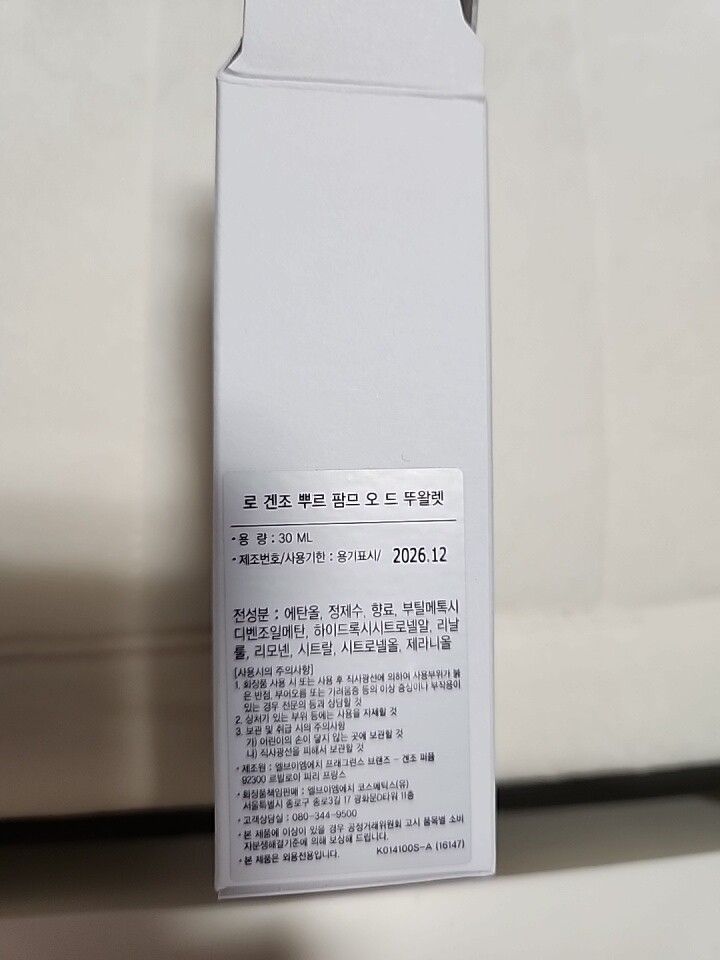 로 겐조 뿌르 팜므 오 드 뚜왈렛
• 용 량 : 30 ML
• 제조번호/사용기한 : 용기표시/ 2026.12
전성분 : 에탄올, 정제수, 향료, 부틸메톡시
디벤조일메탄, 하이드록시시트로넬알, 리날
룰, 리모넨, 시트랄, 시트로넬올, 제라니올
[사용시의 주의사항]
1. 화장품 사용 시 또는 사용 후 직사광선에 의하여 사용부위가 붉
은 반점, 부어오름 또는 가려움증 등의 이상 증상이나 부작용이
있는 경우 전문의 등과 상담할 것
2. 상처가 있는 부위 등에는 사용을 자제할 것
3. 보관 및 취급 시의 주의사항
가) 어린이의 손이 닿지 않는 곳에 보관할 것
나) 직사광선을 피해서 보관할 것
• 제조원 : 엘브이엠에치 프래그런스 브랜즈 - 겐조 퍼퓸
92300 르발로이 페리 프랑스
• 화장품책임판매 : 엘브이엠에치 코스메틱스(유)
서울특별시 종로구 종로3길 17 광화문D타워 11층
• 고객상담실 : 080-344-9500
• 본 제품에 이상이 있을 경우 공정거래위원회 고시 품목별 소비
자분쟁해결기준에 의해 보상해 드립니다.
• 본 제품은 외용전용입니다. K014100S-A (16147)